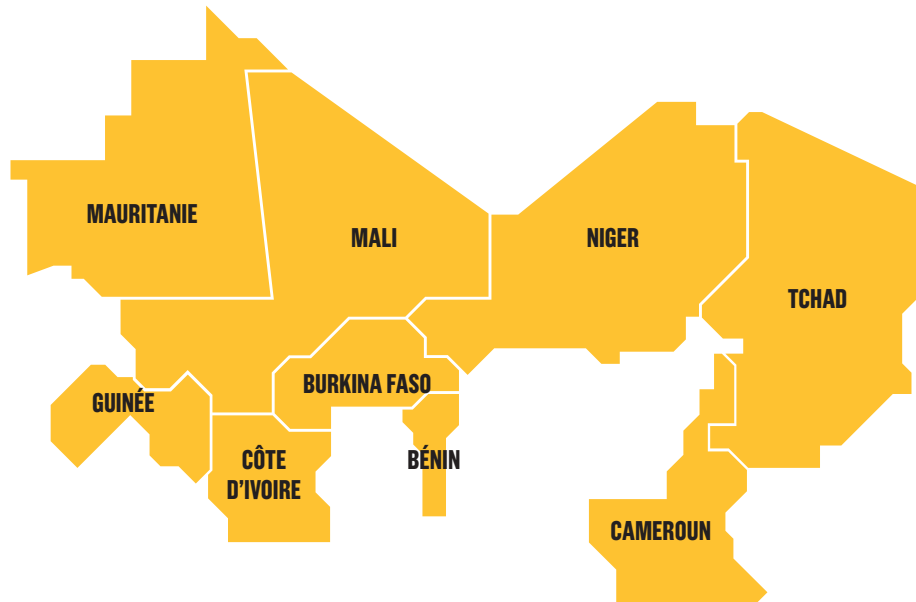 MAURITANIE
MALI
NIGER
TCHAD
BURKINA FASO
GUINÉE
CÔTE
D'IVOIRE
BÉNIN
CAMEROUN